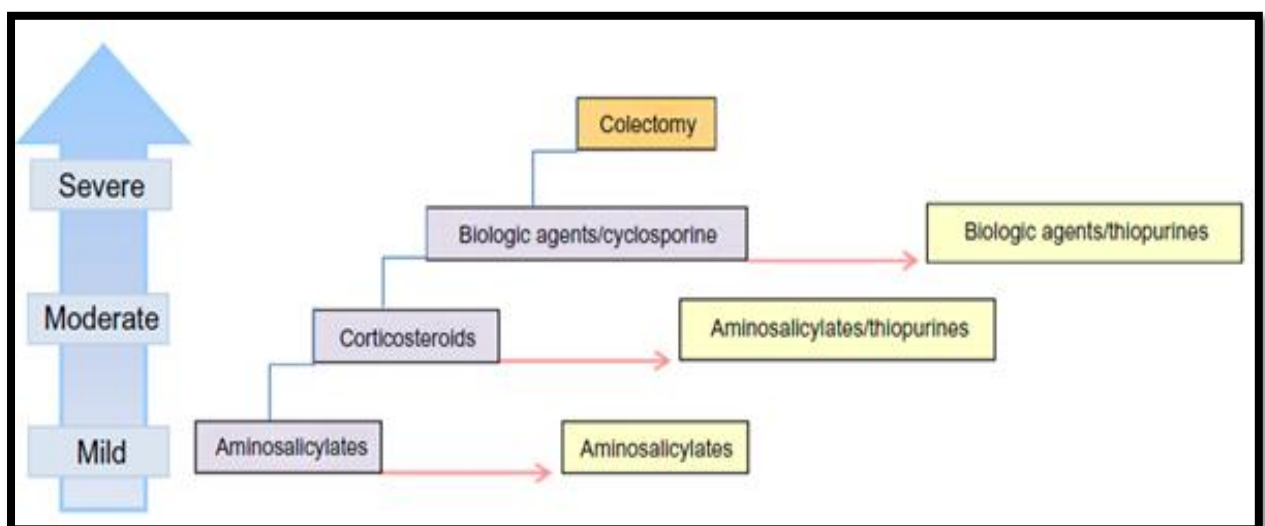 Colectomy
Severe
Biologic agents/cyclosporine
Biologic agents/thiopurines
Moderate
Corticosteroids
Aminosalicylates/thiopurines
Mild
Aminosalicylates
Aminosalicylates